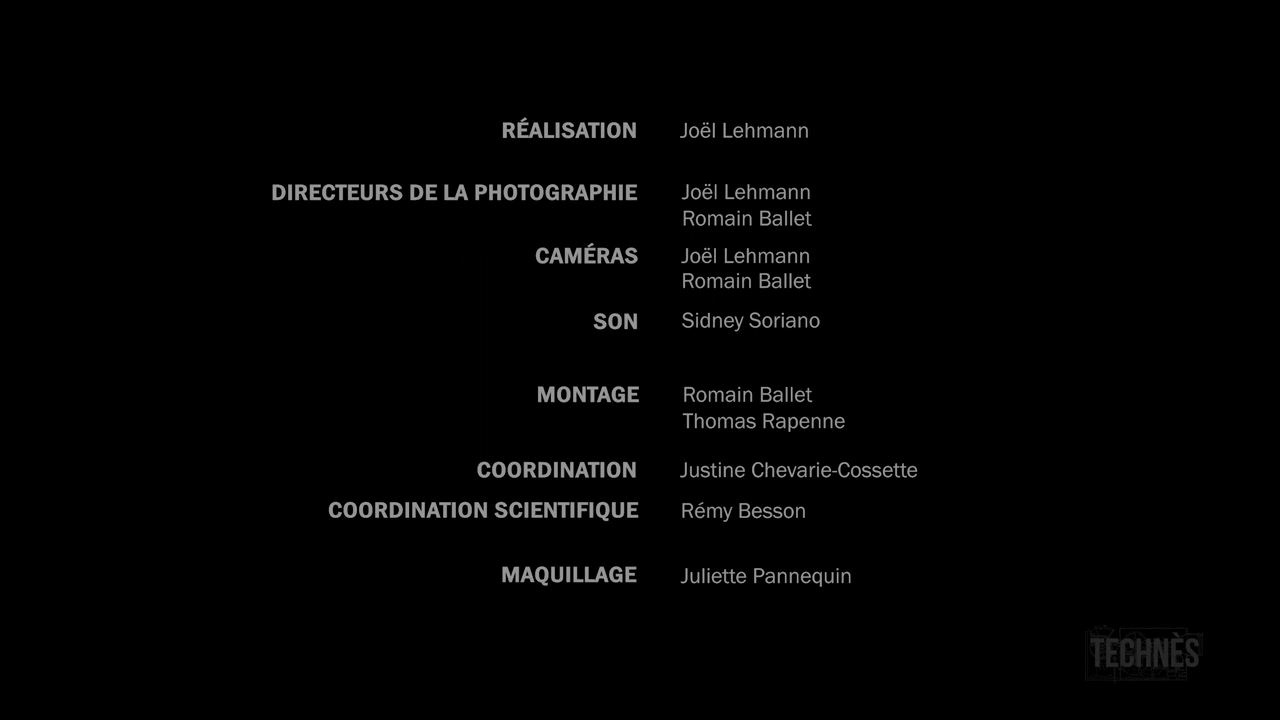 RÉALISATION Joël Lehmann
DIRECTEURS DE LA PHOTOGRAPHIE Joël Lehmann
Romain Ballet
CAMÉRAS Joël Lehmann
Romain Ballet
SON Sidney Soriano
MONTAGE Romain Ballet
Thomas Rapenne
COORDINATION Justine Chevarie-Cossette
COORDINATION SCIENTIFIQUE Rémy Besson
MAQUILLAGE Juliette Pannequin
TECHNÈS